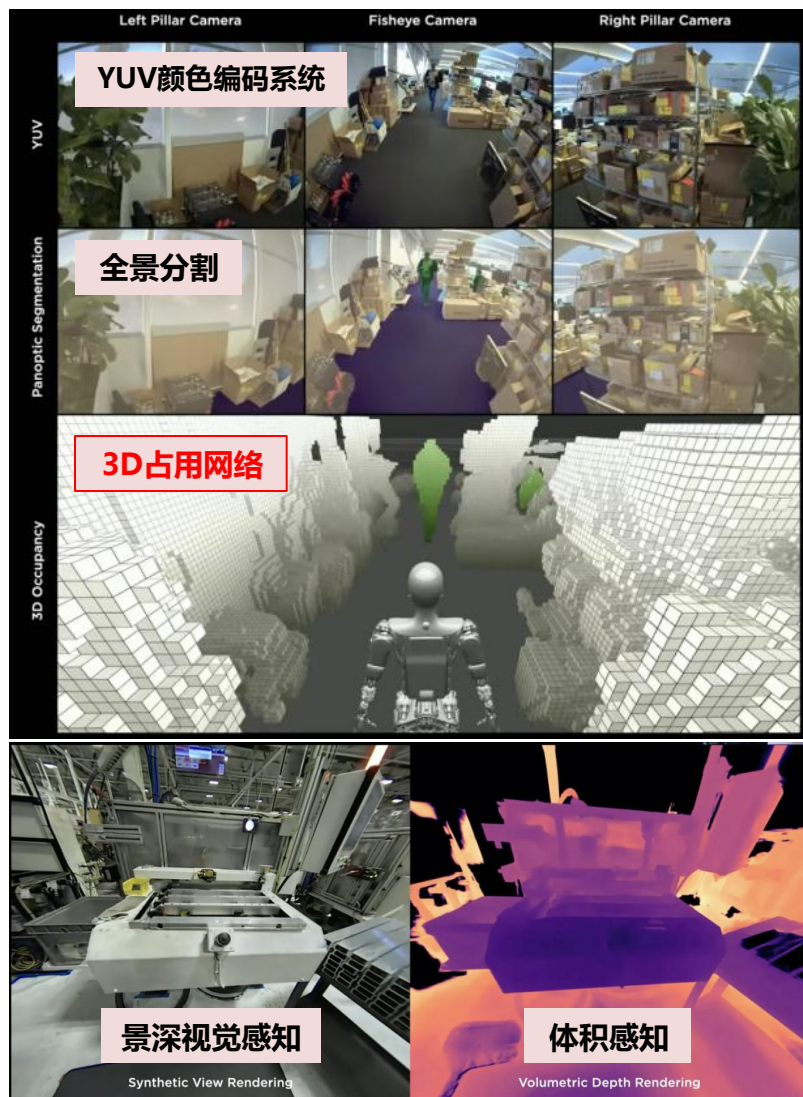 Left Pillar Camera
Fisheye Camera
Right Pillar Camera
YUV
YUV颜色编码系统
Panoptic Segmentation
全景分割
3D Occupancy
3D占用网络
景深视觉感知
体积感知
Synthetic View Rendering
Volumetric Depth Rendering